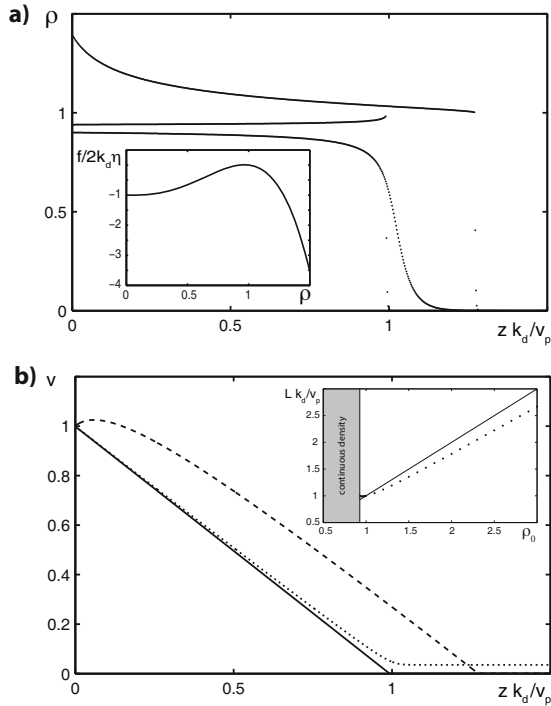 a) ρ
1
0.5
0
0 0.5 1 z k_d/v_p
f/2k_dη
−1
−2
−3
−4
0 1 ρ
b) v
1
0.8
0.6
0.4
0.2
0
0 0.5 1 z k_d/v_p
L k_d/v_p
2.5
2
1.5
1
0.5
0.5 1 1.5 2 2.5 ρ_0
continuous density